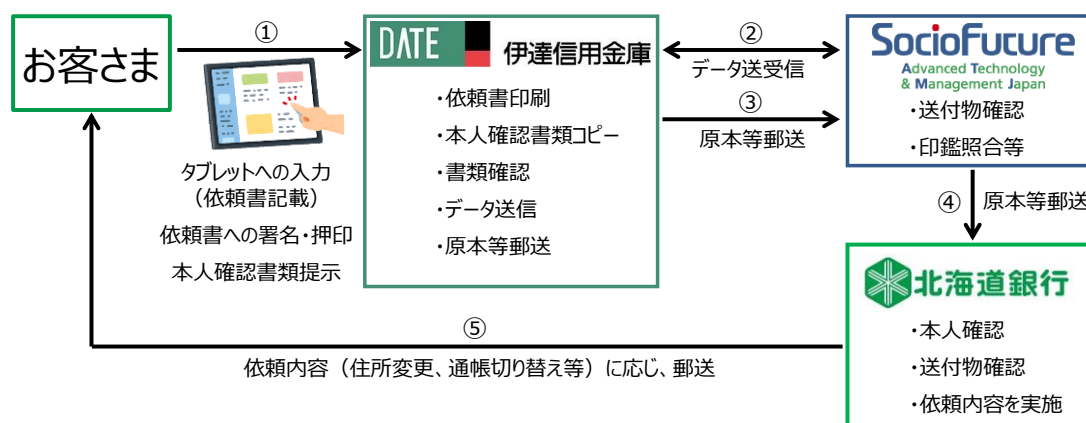 お客さま
①
タブレットへの入力
（依頼書記載）
依頼書への署名・押印
本人確認書類提示
DATE 伊達信用金庫
・依頼書印刷
・本人確認書類コピー
・書類確認
・データ送信
・原本等郵送
②
データ送受信
③
原本等郵送
SocioFuture
Advanced Technology
& Management Japan
・送付物確認
・印鑑照合等
④ 原本等郵送
北海道銀行
・本人確認
・送付物確認
・依頼内容を実施
⑤
依頼内容（住所変更、通帳切り替え等）に応じ、郵送